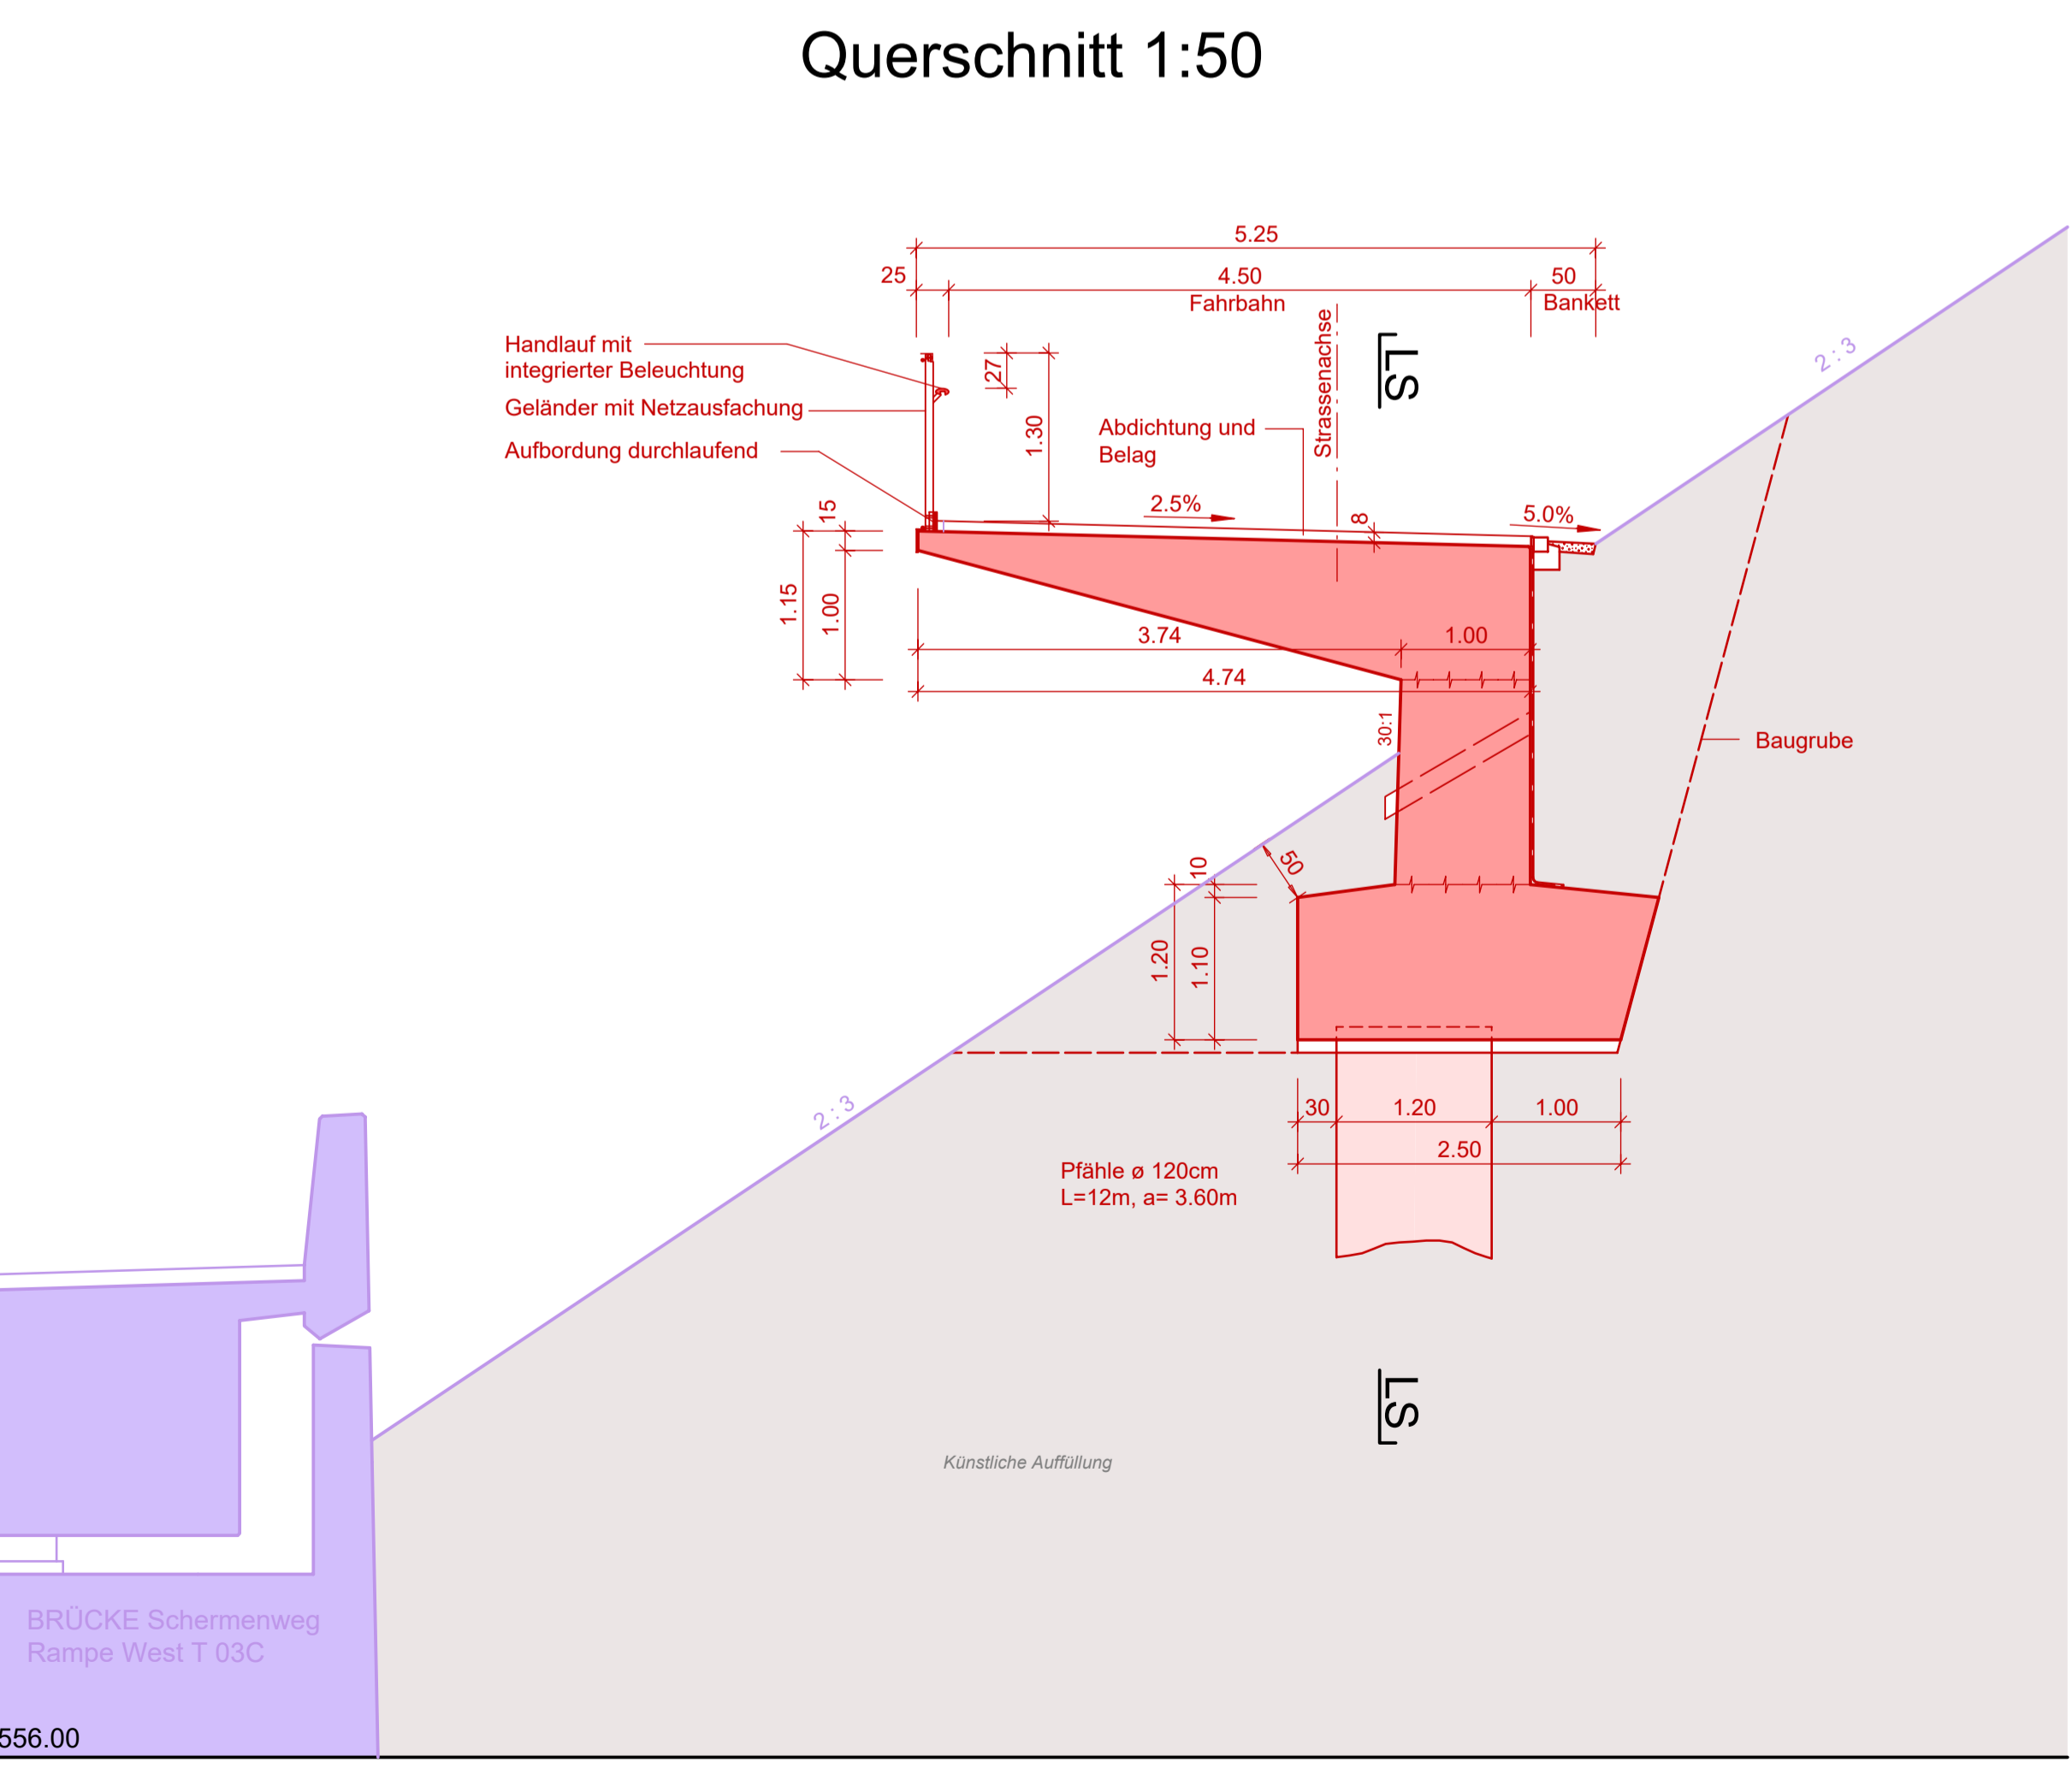 Querschnitt 1:50
5.25
25
4.50
50
Fahrbahn
Bankett
Strassenachse
LS
2 : 3
Handlauf mit
integrierter Beleuchtung
27
Geländer mit Netzausfachung
1.30
Abdichtung und
Belag
Aufbordung durchlaufend
15
2.5%
8
5.0%
1.15
1.00
3.74
1.00
4.74
30:1
Baugrube
50
10
1.20
1.10
30
1.20
1.00
2.50
2 : 3
Pfähle ø 120cm
L=12m, a= 3.60m
LS
Künstliche Auffüllung
BRÜCKE Schermenweg
Rampe West T 03C
556.00